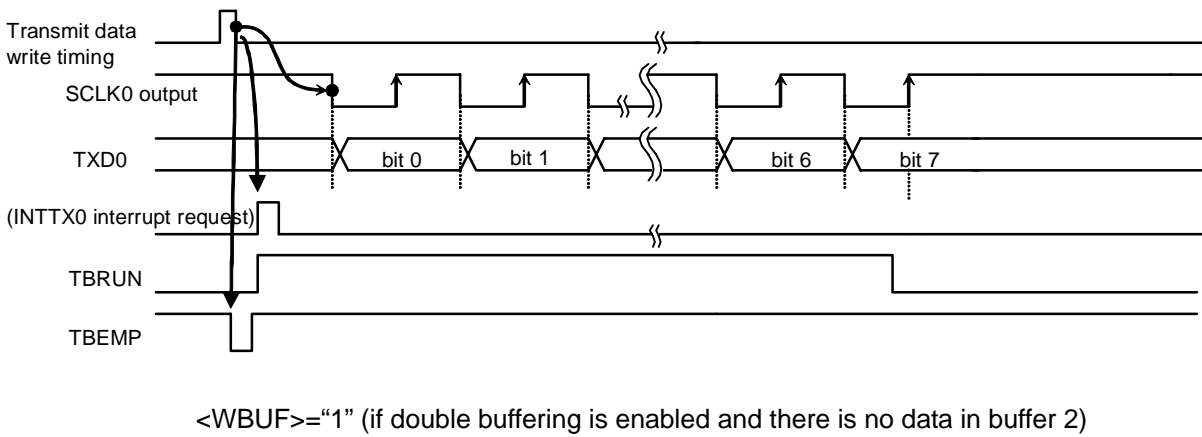 Transmit data
write timing
SCLK0 output
TXD0
bit 0
bit 1
bit 6
bit 7
(INTTX0 interrupt request)
TBRUN
TBEMP
<WBUF>=“1” (if double buffering is enabled and there is no data in buffer 2)